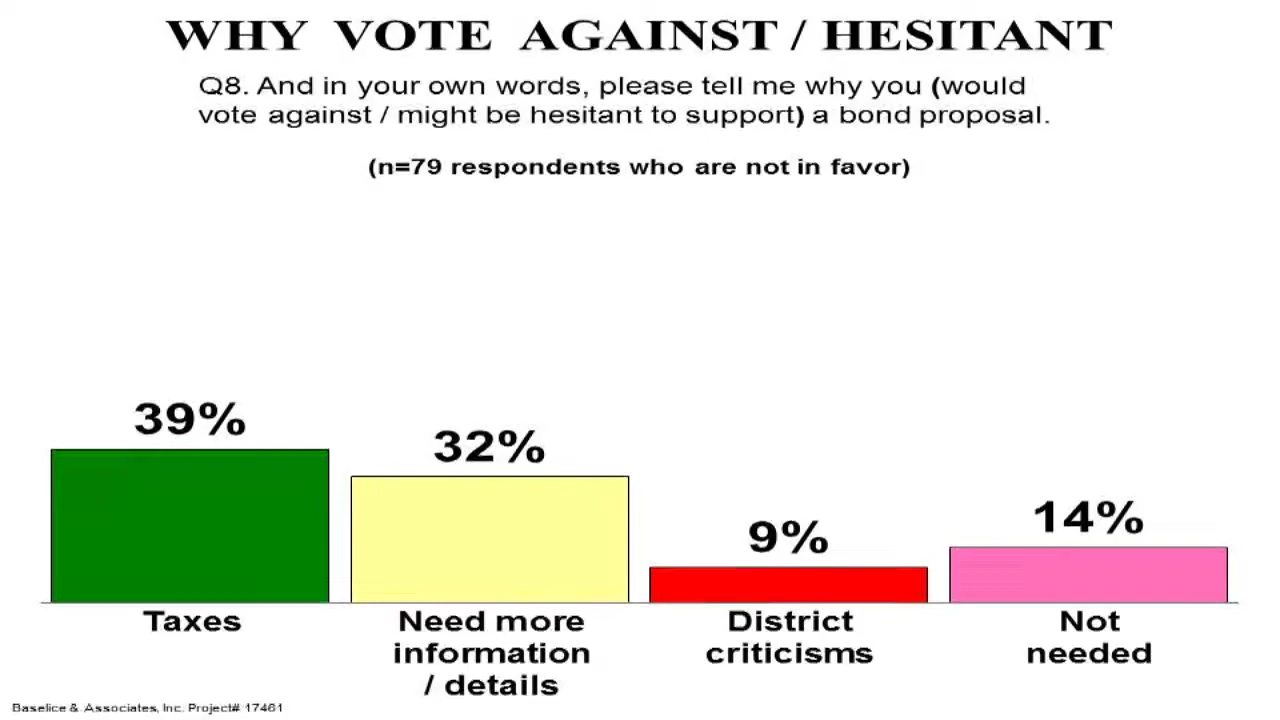 WHY VOTE AGAINST / HESITANT
Q8. And in your own words, please tell me why you (would
vote against / might be hesitant to support) a bond proposal.
(n=79 respondents who are not in favor)
39%
32%
9%
14%
Taxes
Need more
information
/ details
District
criticisms
Not
needed
Baselice & Associates, Inc. Project# 17461